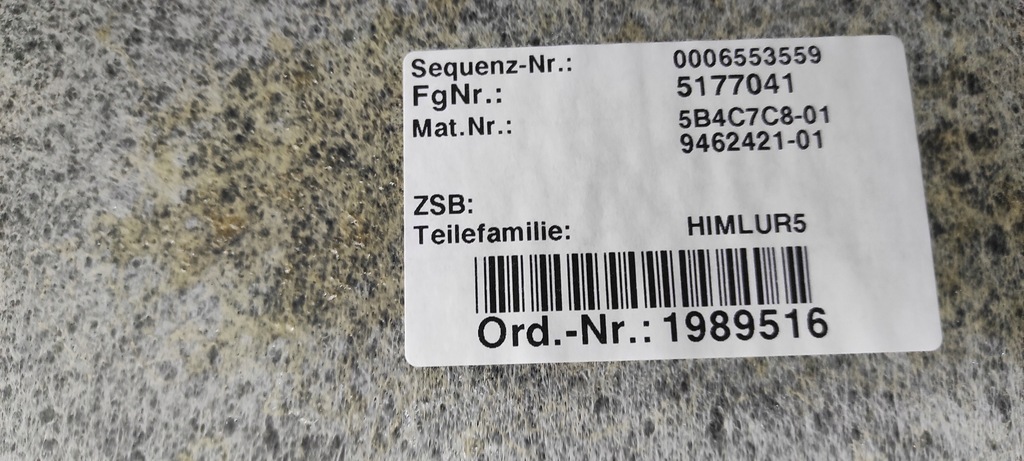 Sequenz-Nr.: 0006553559
FgNr.: 5177041
Mat.Nr.: 5B4C7C8-01
9462421-01
ZSB:
Teilefamilie: HIMLUR5
Ord.-Nr.: 1989516